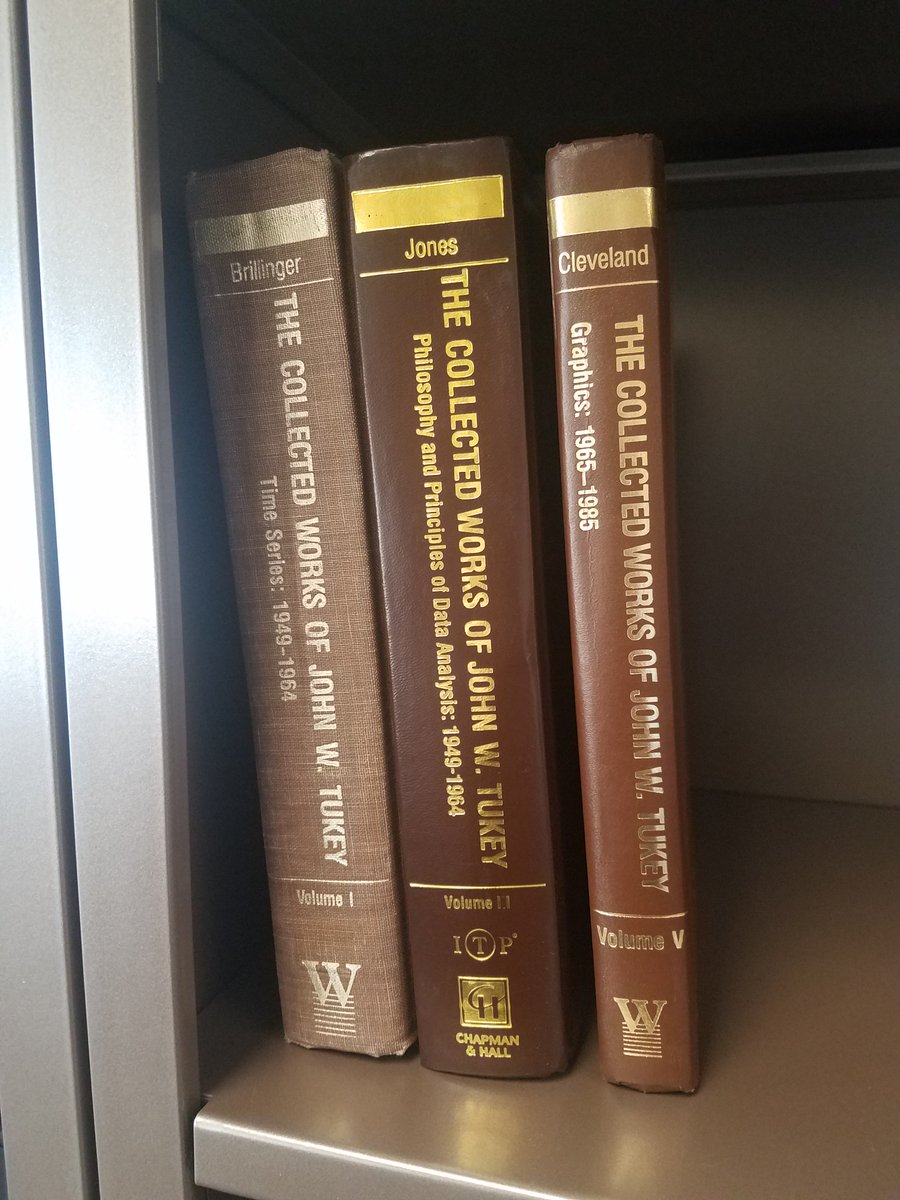 Brillinger
THE COLLECTED WORKS OF JOHN W. TUKEY
Time Series: 1949-1964
Volume I
W
Jones
THE COLLECTED WORKS OF JOHN W. TUKEY
Philosophy and Principles of Data Analysis: 1949-1964
Volume I.I
ITP®
CH
CHAPMAN
& HALL
Cleveland
THE COLLECTED WORKS OF JOHN W. TUKEY
Graphics: 1965–1985
Volume V
W